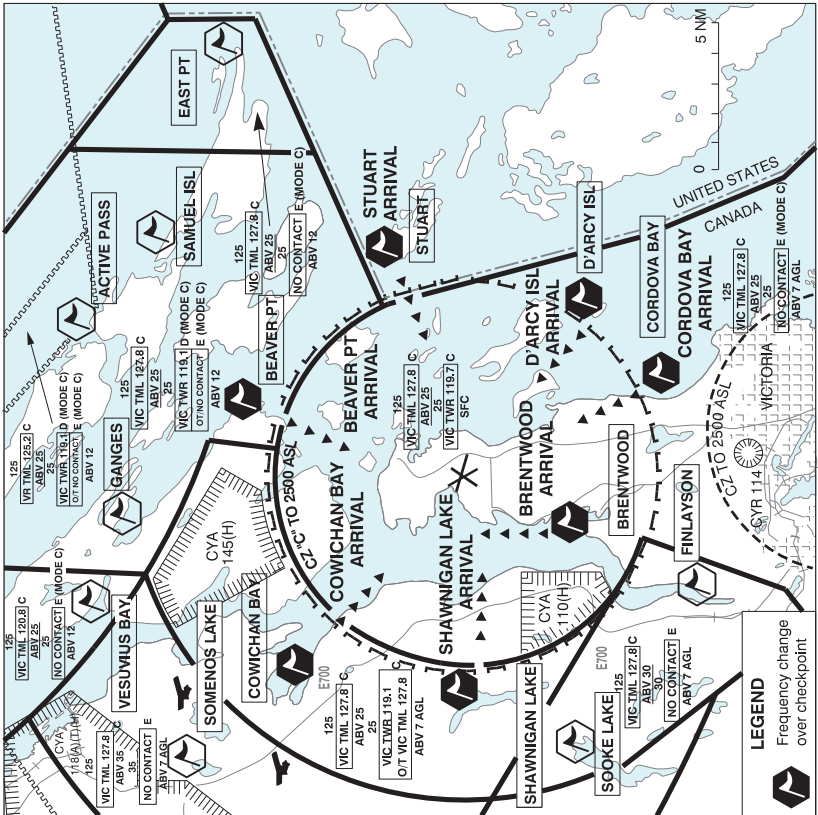 EAST PT
5 NM
0
SAMUEL ISL
ACTIVE PASS
STUART
ARRIVAL
STUART
125
VIC TML 127.8 C
ABV 25
25
NO CONTACT E (MODE C)
ABV 12
UNITED STATES
CANADA
D'ARCY ISL
D'ARCY ISL
ARRIVAL
CORDOVA BAY
CORDOVA BAY
ARRIVAL
125
VIC TML 127.8 C
ABV 25
25
NO CONTACT E (MODE C)
ABV 7 AGL
BEAVER PT
BEAVER PT
ARRIVAL
125
VIC TML 127.8 C
ABV 25
25
VIC TWR 119.1 D (MODE C)
OT/NO CONTACT E (MODE C)
ABV 12
125
VIC TML 127.8 C
ABV 25
25
VIC TWR 119.7 C
SFC
125
VR TML 125.2 C
ABV 25
25
VIC TWR 119.1 D (MODE C)
O/T NO CONTACT E (MODE C)
ABV 12
GANGES
CZ "C" TO 2500 ASL
CZ TO 2500 ASL
VICTORIA
CYR 114
BRENTWOOD
ARRIVAL
BRENTWOOD
COWICHAN BAY
ARRIVAL
COWICHAN BAY
CYA
145(H)
SHAWNIGAN LAKE
ARRIVAL
SHAWNIGAN LAKE
CYA
110(H)
FINLAYSON
125
VIC TML 120.8 C
ABV 25
25
NO CONTACT E (MODE C)
ABV 12
VESUVIUS BAY
SOMENOS LAKE
E700
125
VIC TML 127.8 C
ABV 25
25
VIC TWR 119.1 C
O/T VIC TML 127.8
ABV 7 AGL
E700
125
VIC TML 127.8 C
ABV 30
30
NO CONTACT E
ABV 7 AGL
SOOKE LAKE
CYA
125
VIC TML 127.8 C
ABV 35
35
NO CONTACT E
ABV 7 AGL
LEGEND
Frequency change
over checkpoint